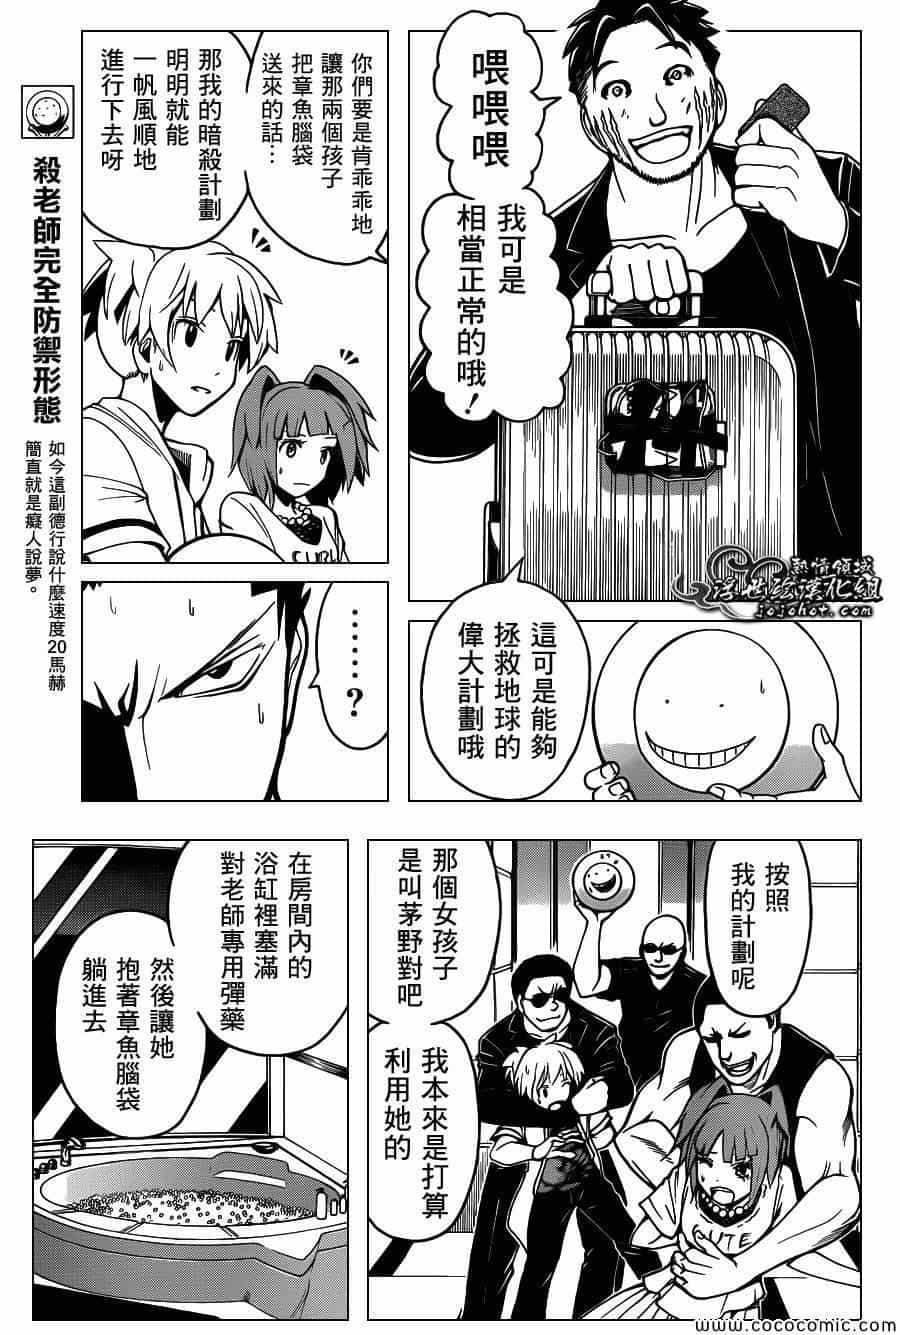 喂喂喂
我可是
相當正常的哦！
你們要是肯乖乖地
讓那兩個孩子
把章魚腦袋
送來的話…
那我的暗殺計劃
明明就能
一帆風順地
進行下去呀
殺老師完全防禦形態
如今這副德行說什麼速度20馬赫
簡直就是癡人說夢。
熱情領域
浮世繪漢化組
jojohot.com
這可是能夠
拯救地球的
偉大計劃哦
……？
按照
我的計劃呢
那個女孩子
是叫茅野對吧
我本來是打算
利用她的
CUTE
在房間內的
浴缸裡塞滿
對老師專用彈藥
然後讓她
抱著章魚腦袋
躺進去
www.cococomic.com